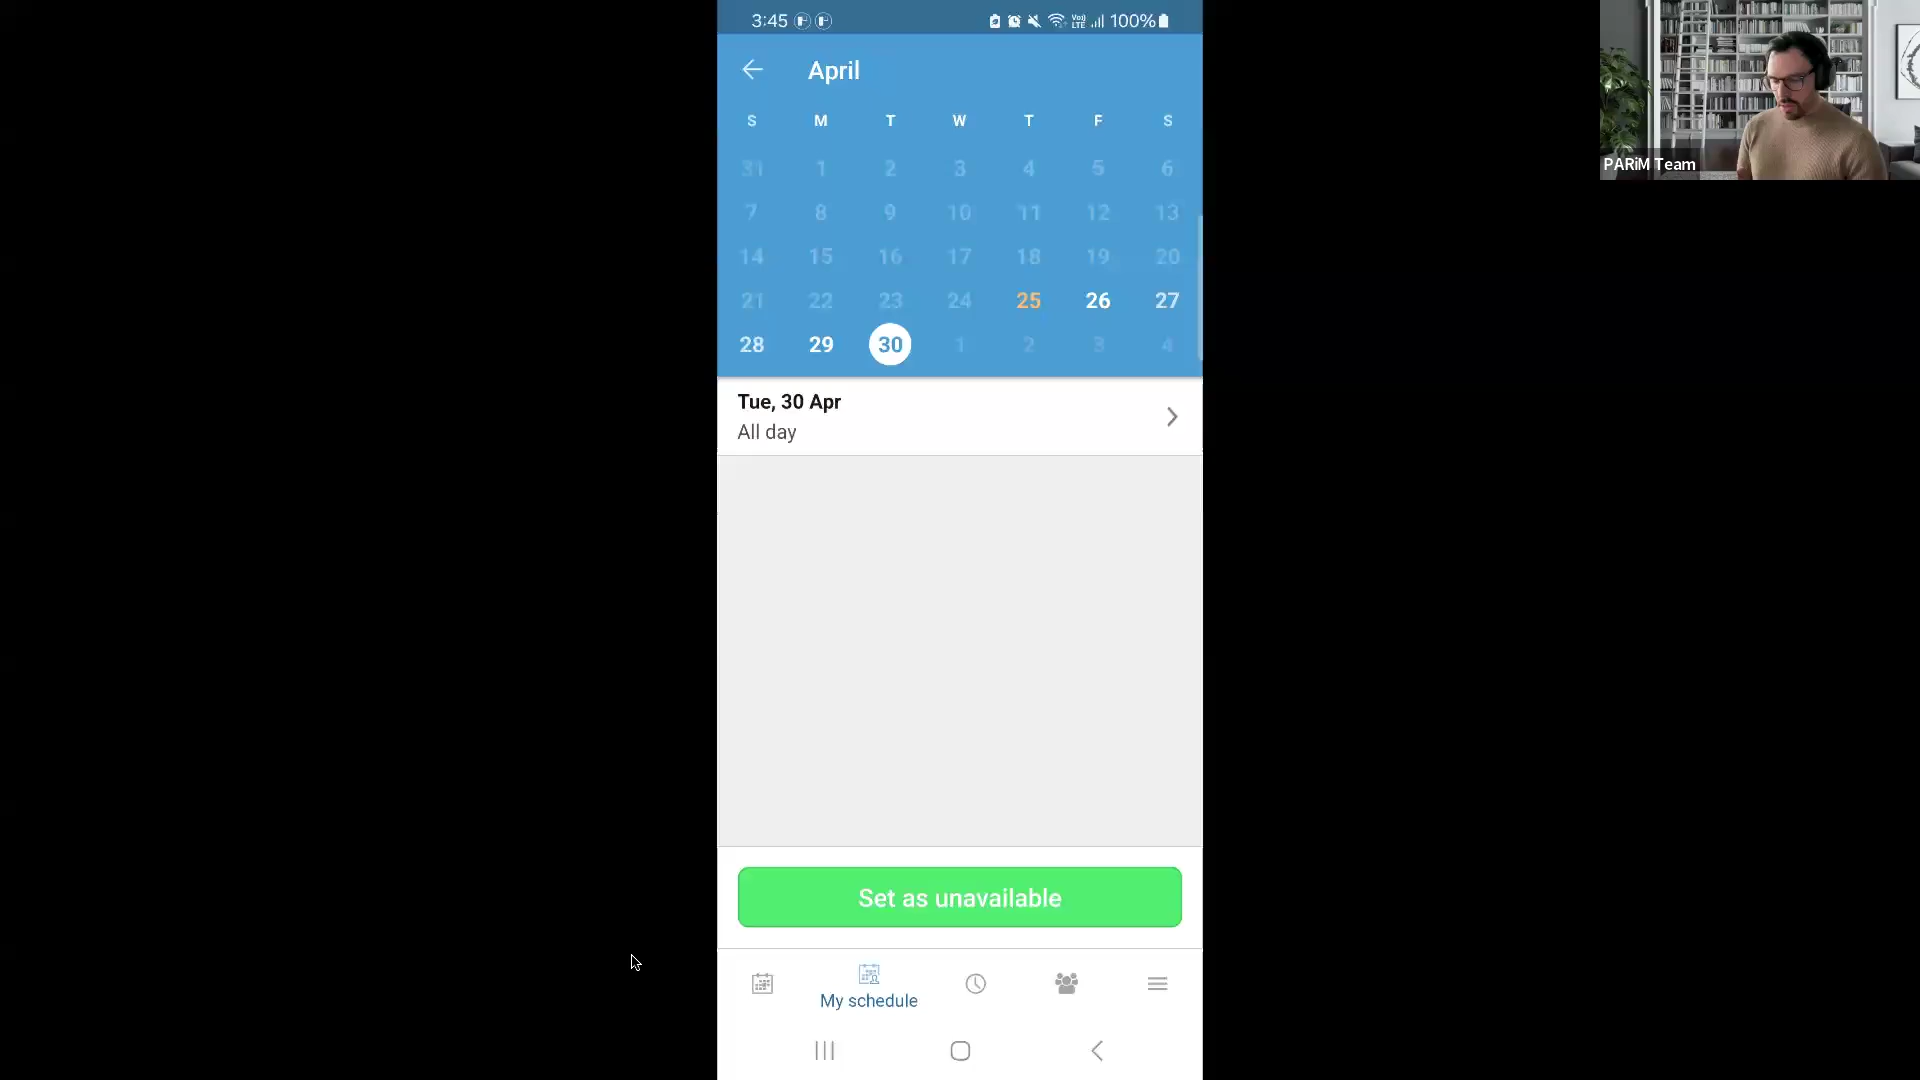 3:45 100%
April
S M T W T F S
31 1 2 3 4 5 6
7 8 9 10 11 12 13
14 15 16 17 18 19 20
21 22 23 24 25 26 27
28 29 30 1 2 3 4
Tue, 30 Apr
All day
Set as unavailable
My schedule
PARiM Team